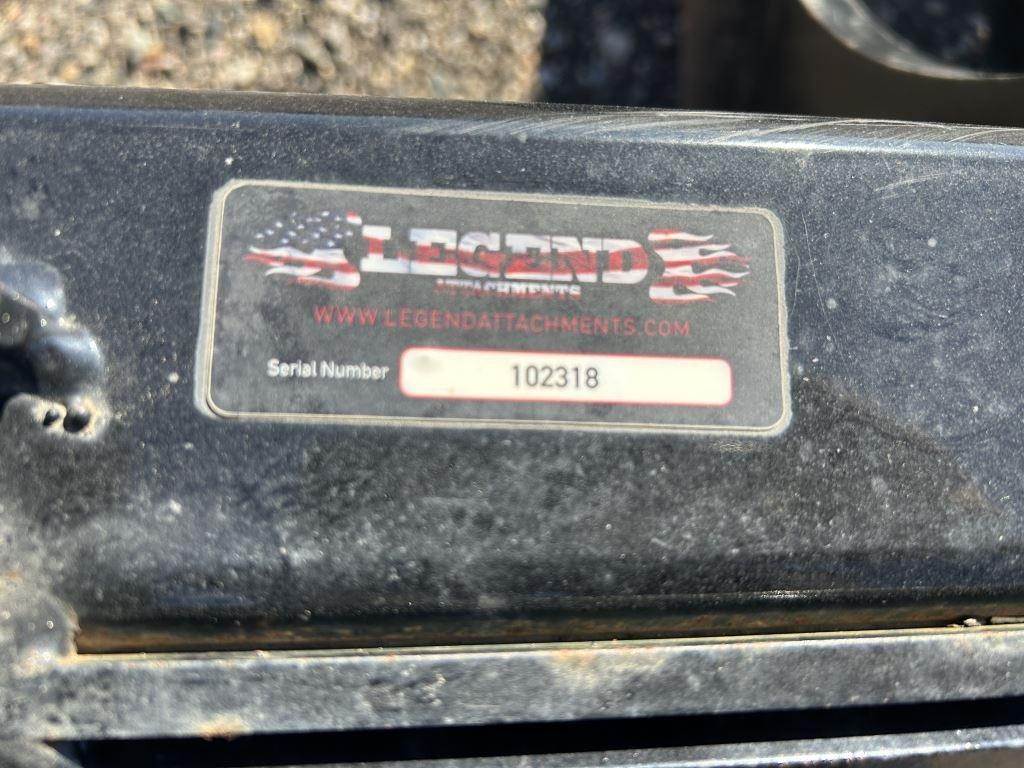 LEGEND
ATTACHMENTS
WWW.LEGENDATTACHMENTS.COM
Serial Number 102318